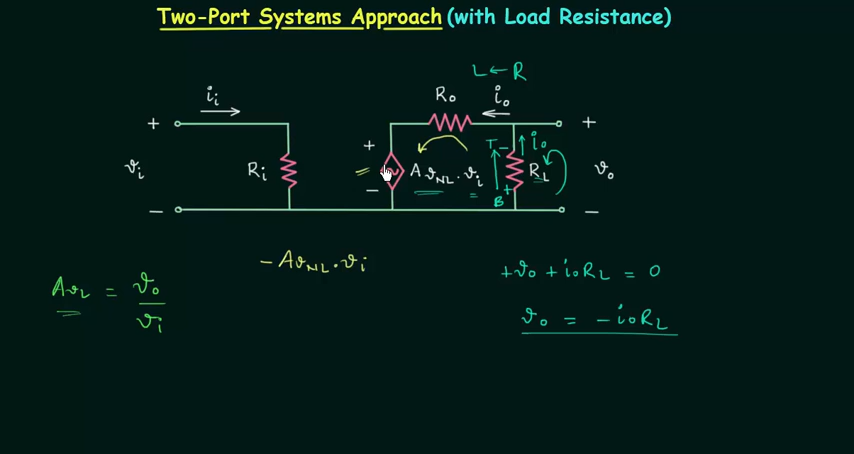 Two-Port Systems Approach (with Load Resistance)
L ← R
i_i
R_o
i_o
+
+
+
v_i
R_i
A v_NL . v_i
T -
i_o
R_L
v_o
=
-
=
B +
-
-
- A v_NL . v_i
A v_L = v_o / v_i
+ v_o + i_o R_L = 0
v_o = - i_o R_L